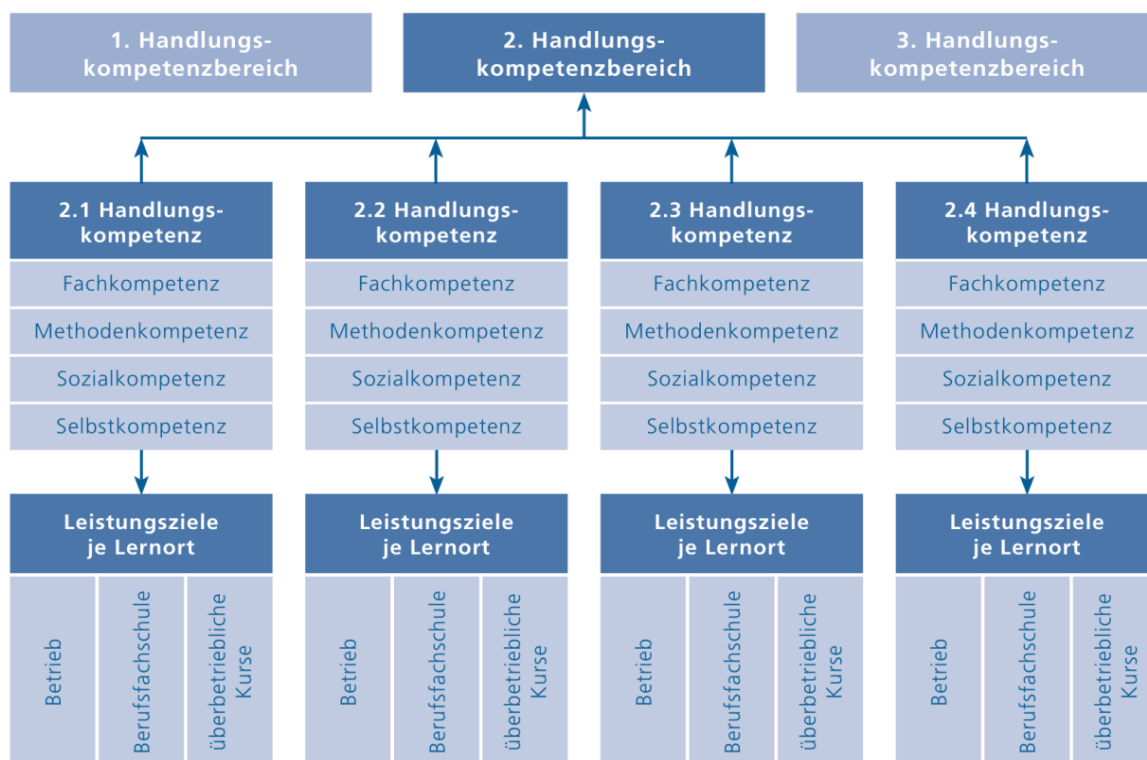 1. Handlungs-
kompetenzbereich
2. Handlungs-
kompetenzbereich
3. Handlungs-
kompetenzbereich
2.1 Handlungs-
kompetenz
Fachkompetenz
Methodenkompetenz
Sozialkompetenz
Selbstkompetenz
Leistungsziele
je Lernort
Betrieb
Berufsfachschule
überbetriebliche
Kurse
2.2 Handlungs-
kompetenz
Fachkompetenz
Methodenkompetenz
Sozialkompetenz
Selbstkompetenz
Leistungsziele
je Lernort
Betrieb
Berufsfachschule
überbetriebliche
Kurse
2.3 Handlungs-
kompetenz
Fachkompetenz
Methodenkompetenz
Sozialkompetenz
Selbstkompetenz
Leistungsziele
je Lernort
Betrieb
Berufsfachschule
überbetriebliche
Kurse
2.4 Handlungs-
kompetenz
Fachkompetenz
Methodenkompetenz
Sozialkompetenz
Selbstkompetenz
Leistungsziele
je Lernort
Betrieb
Berufsfachschule
überbetriebliche
Kurse